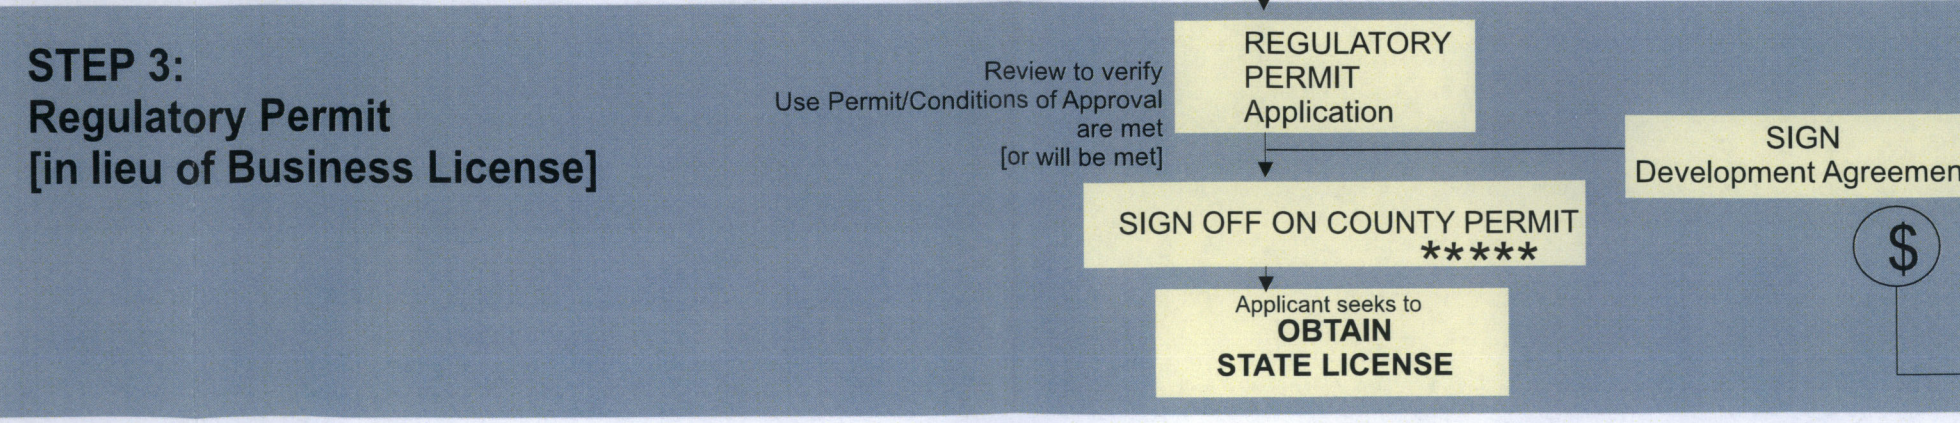 STEP 3:
Regulatory Permit
[in lieu of Business License]
Review to verify
Use Permit/Conditions of Approval
are met
[or will be met]
REGULATORY
PERMIT
Application
SIGN
Development Agreemen
SIGN OFF ON COUNTY PERMIT
*****
$
Applicant seeks to
OBTAIN
STATE LICENSE